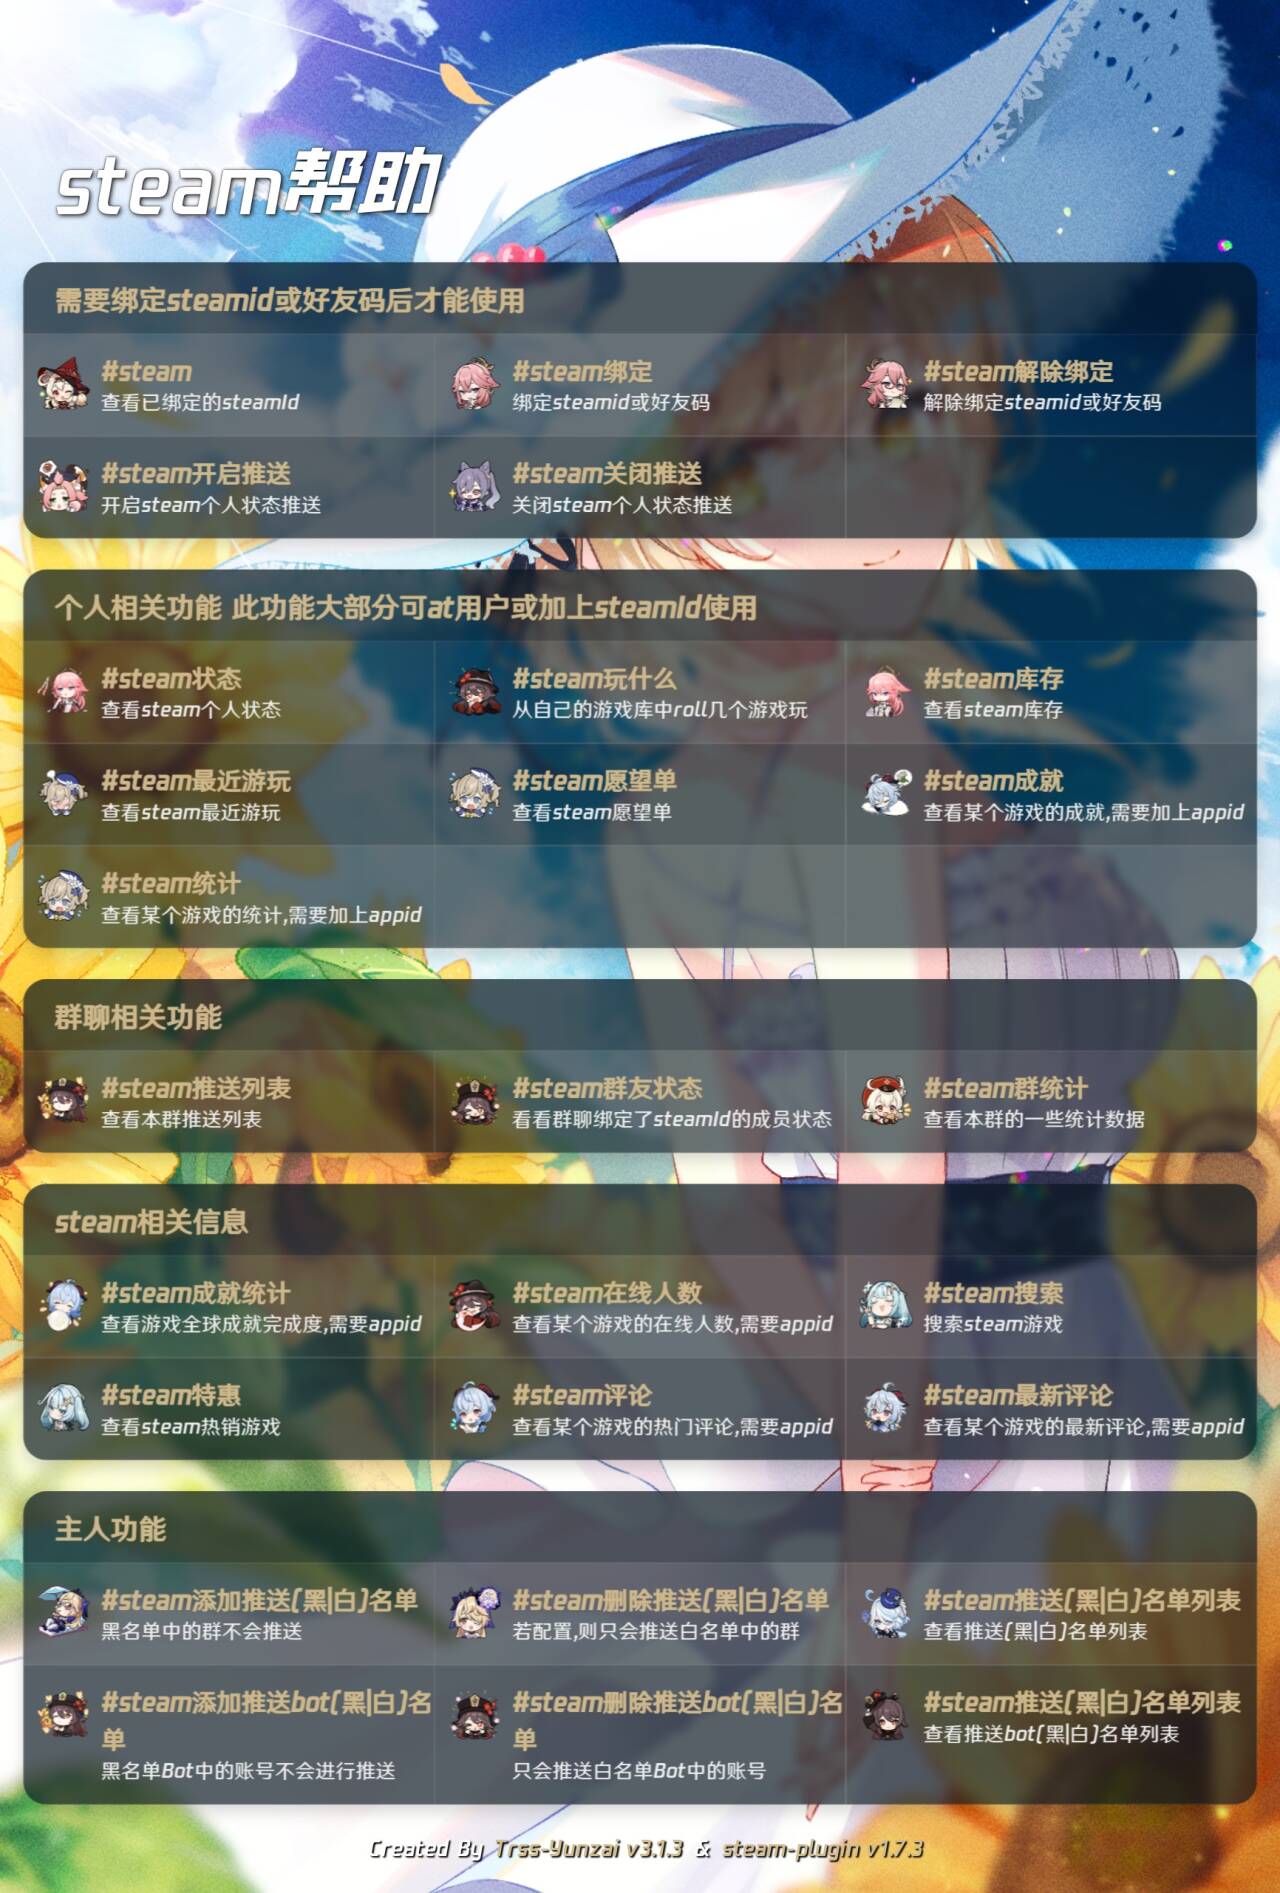 steam帮助
需要绑定steamid或好友码后才能使用
#steam
查看已绑定的steamId
#steam绑定
绑定steamid或好友码
#steam解除绑定
解除绑定steamid或好友码
#steam开启推送
开启steam个人状态推送
#steam关闭推送
关闭steam个人状态推送
个人相关功能 此功能大部分可at用户或加上steamId使用
#steam状态
查看steam个人状态
#steam玩什么
从自己的游戏库中roll几个游戏玩
#steam库存
查看steam库存
#steam最近游玩
查看steam最近游玩
#steam愿望单
查看steam愿望单
#steam成就
查看某个游戏的成就,需要加上appid
#steam统计
查看某个游戏的统计,需要加上appid
群聊相关功能
#steam推送列表
查看本群推送列表
#steam群友状态
看看群聊绑定了steamId的成员状态
#steam群统计
查看本群的一些统计数据
steam相关信息
#steam成就统计
查看游戏全球成就完成度,需要appid
#steam在线人数
查看某个游戏的在线人数,需要appid
#steam搜索
搜索steam游戏
#steam特惠
查看steam热销游戏
#steam评论
查看某个游戏的热门评论,需要appid
#steam最新评论
查看某个游戏的最新评论,需要appid
主人功能
#steam添加推送(黑|白)名单
黑名单中的群不会推送
#steam删除推送(黑|白)名单
若配置,则只会推送白名单中的群
#steam推送(黑|白)名单列表
查看推送(黑|白)名单列表
#steam添加推送bot(黑|白)名
单
黑名单Bot中的账号不会进行推送
#steam删除推送bot(黑|白)名
单
只会推送白名单Bot中的账号
#steam推送(黑|白)名单列表
查看推送bot(黑|白)名单列表
Created By Trss-Yunzai v3.1.3 & steam-plugin v1.7.3